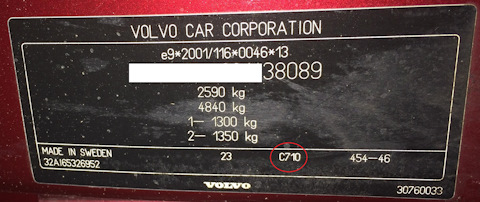 VOLVO CAR CORPORATION
e9*2001/116*0046*13
38089
2590 kg
4840 kg
1– 1300 kg
2– 1350 kg
MADE IN SWEDEN 23 C710 454–46
32A165326952
VOLVO
30760033